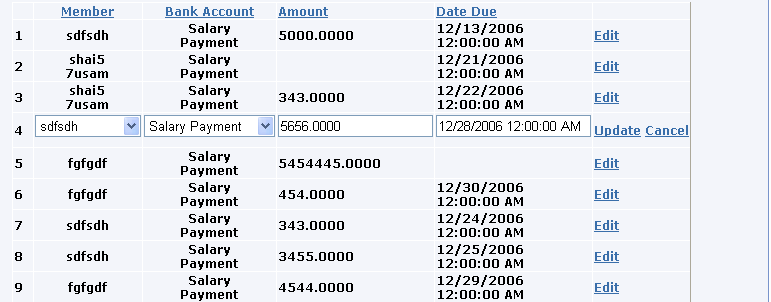 Member Bank Account Amount Date Due
1 sdfsdh Salary Payment 5000.0000 12/13/2006 12:00:00 AM Edit
2 shai5 7usam 12/21/2006 12:00:00 AM Edit
3 shai5 7usam 343.0000 12/22/2006 12:00:00 AM Edit
4 sdfsdh Salary Payment 5656.0000 12/28/2006 12:00:00 AM Update Cancel
5 fgfgdf Salary Payment 5454445.0000 Edit
6 fgfgdf Salary Payment 454.0000 12/30/2006 12:00:00 AM Edit
7 sdfsdh Salary Payment 343.0000 12/24/2006 12:00:00 AM Edit
8 sdfsdh Salary Payment 3455.0000 12/25/2006 12:00:00 AM Edit
9 fgfgdf Salary Payment 4544.0000 12/29/2006 12:00:00 AM Edit